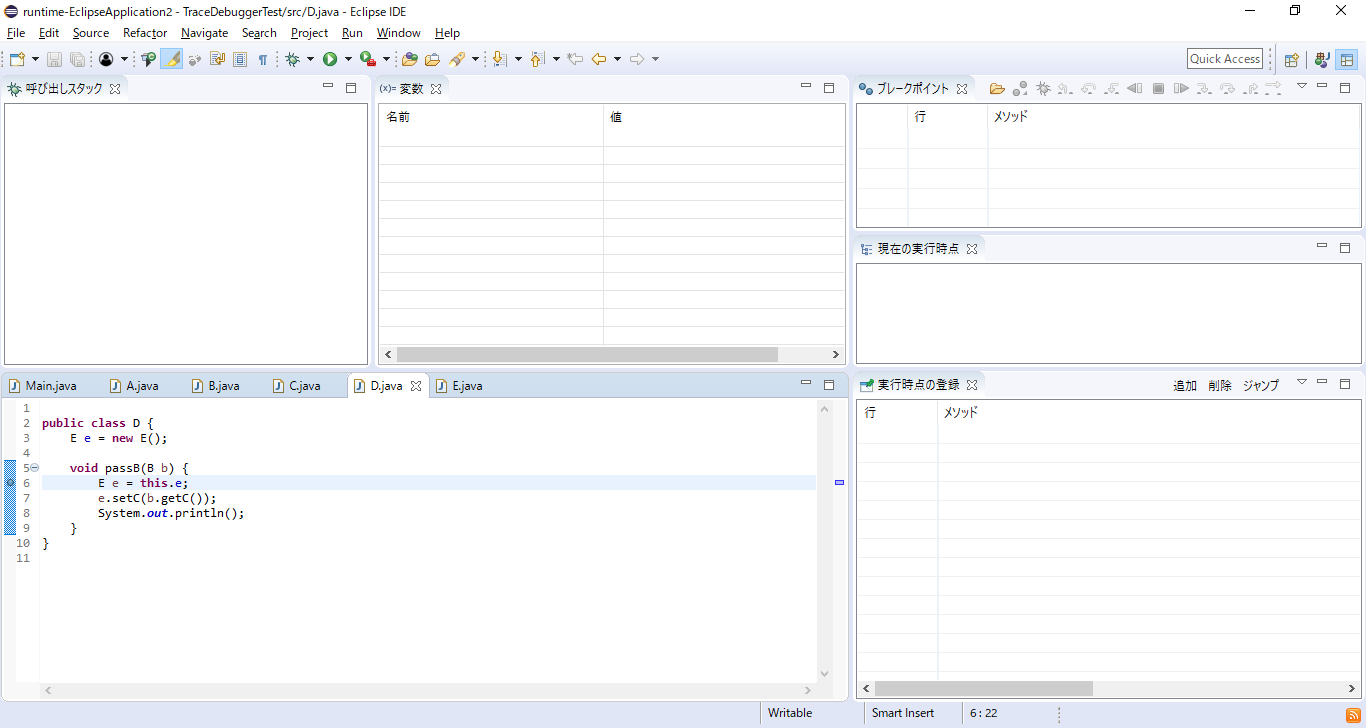 runtime-EclipseApplication2 - TraceDebuggerTest/src/D.java - Eclipse IDE
File Edit Source Refactor Navigate Search Project Run Window Help
Quick Access
呼び出しスタック
(x)= 変数
名前 値
ブレークポイント
行 メソッド
現在の実行時点
Main.java A.java B.java C.java D.java E.java
1
2 public class D {
3 E e = new E();
4
5 void passB(B b) {
6 E e = this.e;
7 e.setC(b.getC());
8 System.out.println();
9 }
10 }
11
実行時点の登録 追加 削除 ジャンプ
行 メソッド
Writable Smart Insert 6 : 22